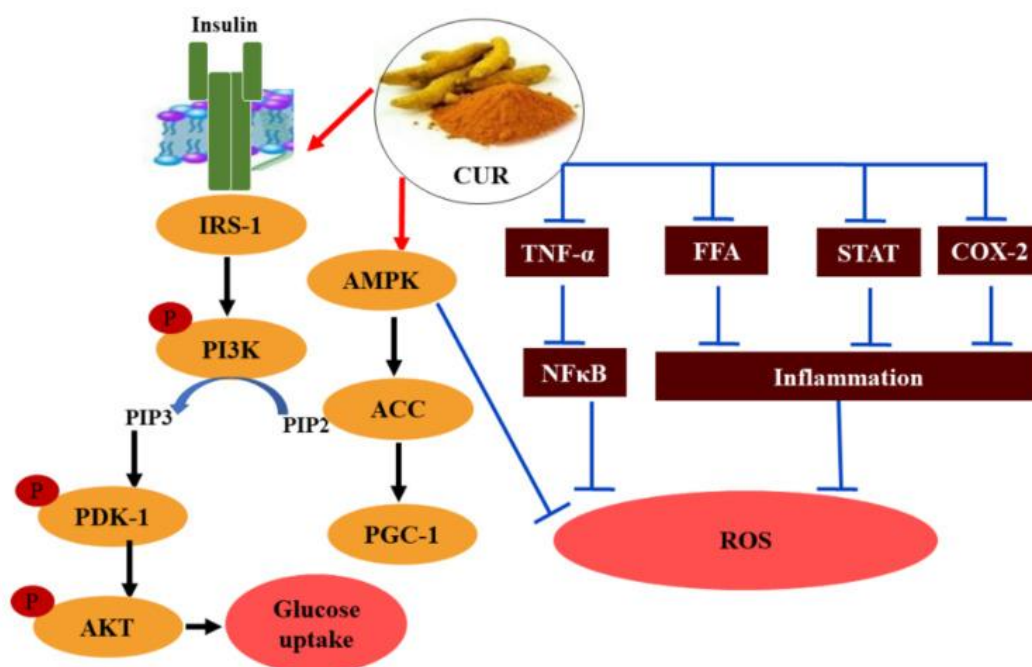 Insulin
CUR
IRS-1
TNF-α
FFA
STAT
COX-2
AMPK
P
PI3K
NFκB
Inflammation
PIP3
PIP2
ACC
P
PDK-1
PGC-1
ROS
P
AKT
Glucose
uptake